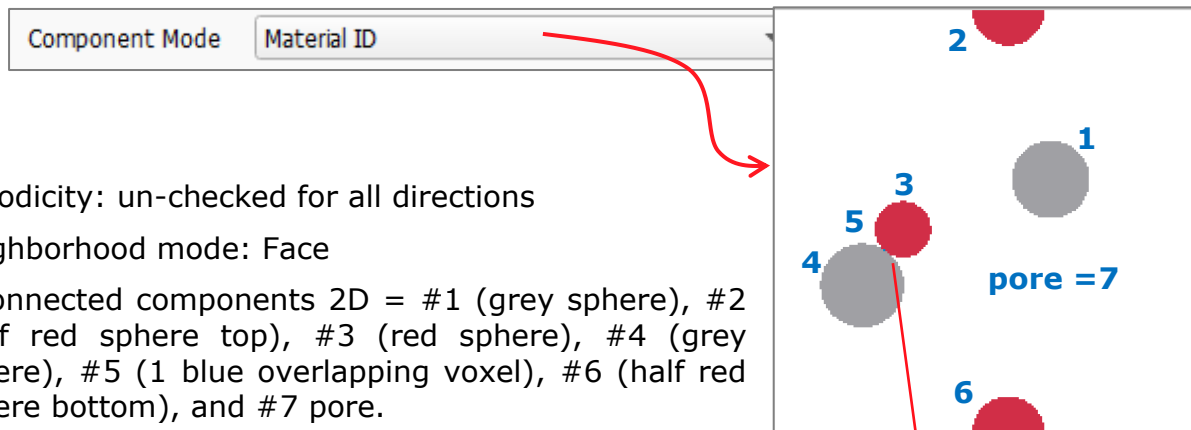 Component Mode Material ID
odicity: un-checked for all directions
ghborhood mode: Face
onnected components 2D = #1 (grey sphere), #2
f red sphere top), #3 (red sphere), #4 (grey
ere), #5 (1 blue overlapping voxel), #6 (half red
ere bottom), and #7 pore.
2
1
3
5
4
pore =7
6